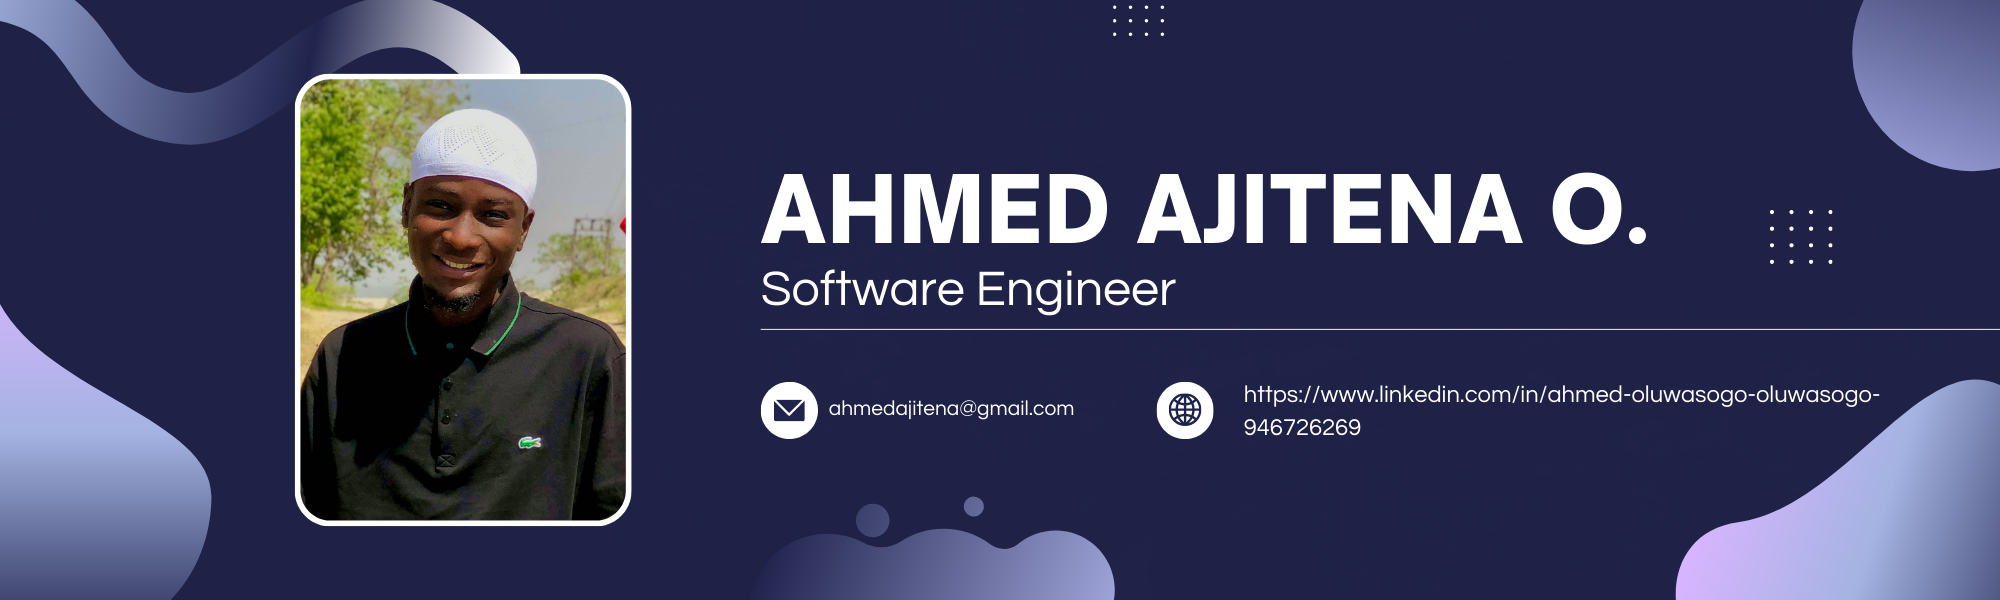 AHMED AJITENA O.
Software Engineer
ahmedajitena@gmail.com
https://www.linkedin.com/in/ahmed-oluwasogo-oluwasogo-
946726269